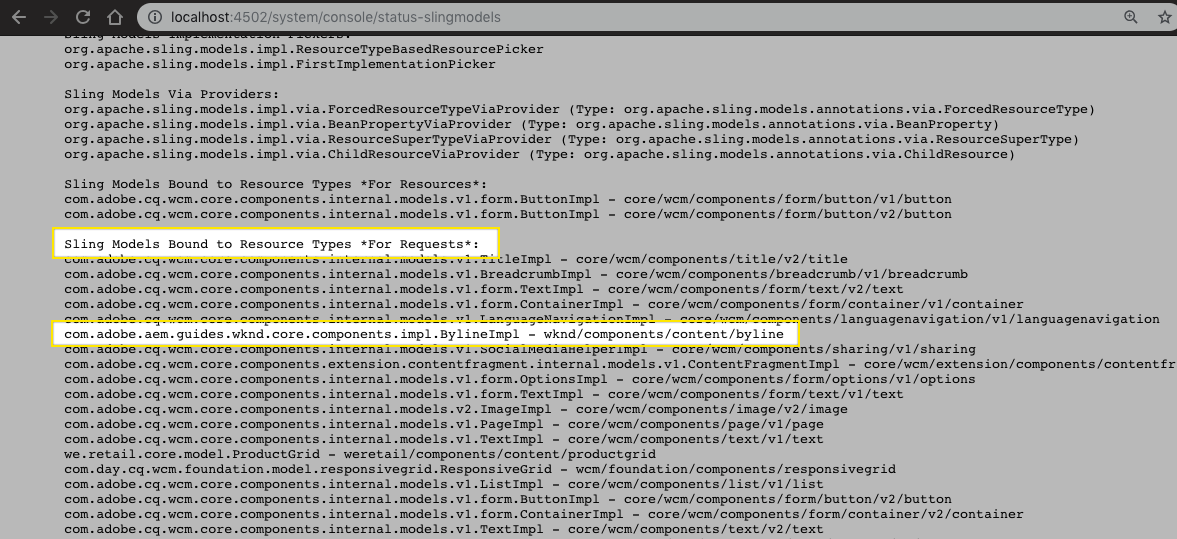 localhost:4502/system/console/status-slingmodels
Sling Models Implementation Pickers:
org.apache.sling.models.impl.ResourceTypeBasedResourcePicker
org.apache.sling.models.impl.FirstImplementationPicker
Sling Models Via Providers:
org.apache.sling.models.impl.via.ForcedResourceTypeViaProvider (Type: org.apache.sling.models.annotations.via.ForcedResourceType)
org.apache.sling.models.impl.via.BeanPropertyViaProvider (Type: org.apache.sling.models.annotations.via.BeanProperty)
org.apache.sling.models.impl.via.ResourceSuperTypeViaProvider (Type: org.apache.sling.models.annotations.via.ResourceSuperType)
org.apache.sling.models.impl.via.ChildResourceViaProvider (Type: org.apache.sling.models.annotations.via.ChildResource)
Sling Models Bound to Resource Types *For Resources*:
com.adobe.cq.wcm.core.components.internal.models.v1.form.ButtonImpl - core/wcm/components/form/button/v1/button
com.adobe.cq.wcm.core.components.internal.models.v1.form.ButtonImpl - core/wcm/components/form/button/v2/button
Sling Models Bound to Resource Types *For Requests*:
com.adobe.cq.wcm.core.components.internal.models.v1.TitleImpl - core/wcm/components/title/v2/title
com.adobe.cq.wcm.core.components.internal.models.v1.BreadcrumbImpl - core/wcm/components/breadcrumb/v1/breadcrumb
com.adobe.cq.wcm.core.components.internal.models.v1.form.TextImpl - core/wcm/components/form/text/v2/text
com.adobe.cq.wcm.core.components.internal.models.v1.form.ContainerImpl - core/wcm/components/form/container/v1/container
com.adobe.cq.wcm.core.components.internal.models.v1.LanguageNavigationImpl - core/wcm/components/languagenavigation/v1/languagenavigation
com.adobe.aem.guides.wknd.core.components.impl.BylineImpl - wknd/components/content/byline
com.adobe.cq.wcm.core.components.internal.models.v1.SocialMediaHelperImpl - core/wcm/components/sharing/v1/sharing
com.adobe.cq.wcm.core.components.extension.contentfragment.internal.models.v1.ContentFragmentImpl - core/wcm/extension/components/contentfr
com.adobe.cq.wcm.core.components.internal.models.v1.form.OptionsImpl - core/wcm/components/form/options/v1/options
com.adobe.cq.wcm.core.components.internal.models.v1.form.TextImpl - core/wcm/components/form/text/v1/text
com.adobe.cq.wcm.core.components.internal.models.v2.ImageImpl - core/wcm/components/image/v2/image
com.adobe.cq.wcm.core.components.internal.models.v1.PageImpl - core/wcm/components/page/v1/page
com.adobe.cq.wcm.core.components.internal.models.v1.TextImpl - core/wcm/components/text/v1/text
we.retail.core.model.ProductGrid - weretail/components/content/productgrid
com.day.cq.wcm.foundation.model.responsivegrid.ResponsiveGrid - wcm/foundation/components/responsivegrid
com.adobe.cq.wcm.core.components.internal.models.v1.ListImpl - core/wcm/components/list/v1/list
com.adobe.cq.wcm.core.components.internal.models.v1.form.ButtonImpl - core/wcm/components/form/button/v2/button
com.adobe.cq.wcm.core.components.internal.models.v1.form.ContainerImpl - core/wcm/components/form/container/v2/container
com.adobe.cq.wcm.core.components.internal.models.v1.TextImpl - core/wcm/components/text/v2/text